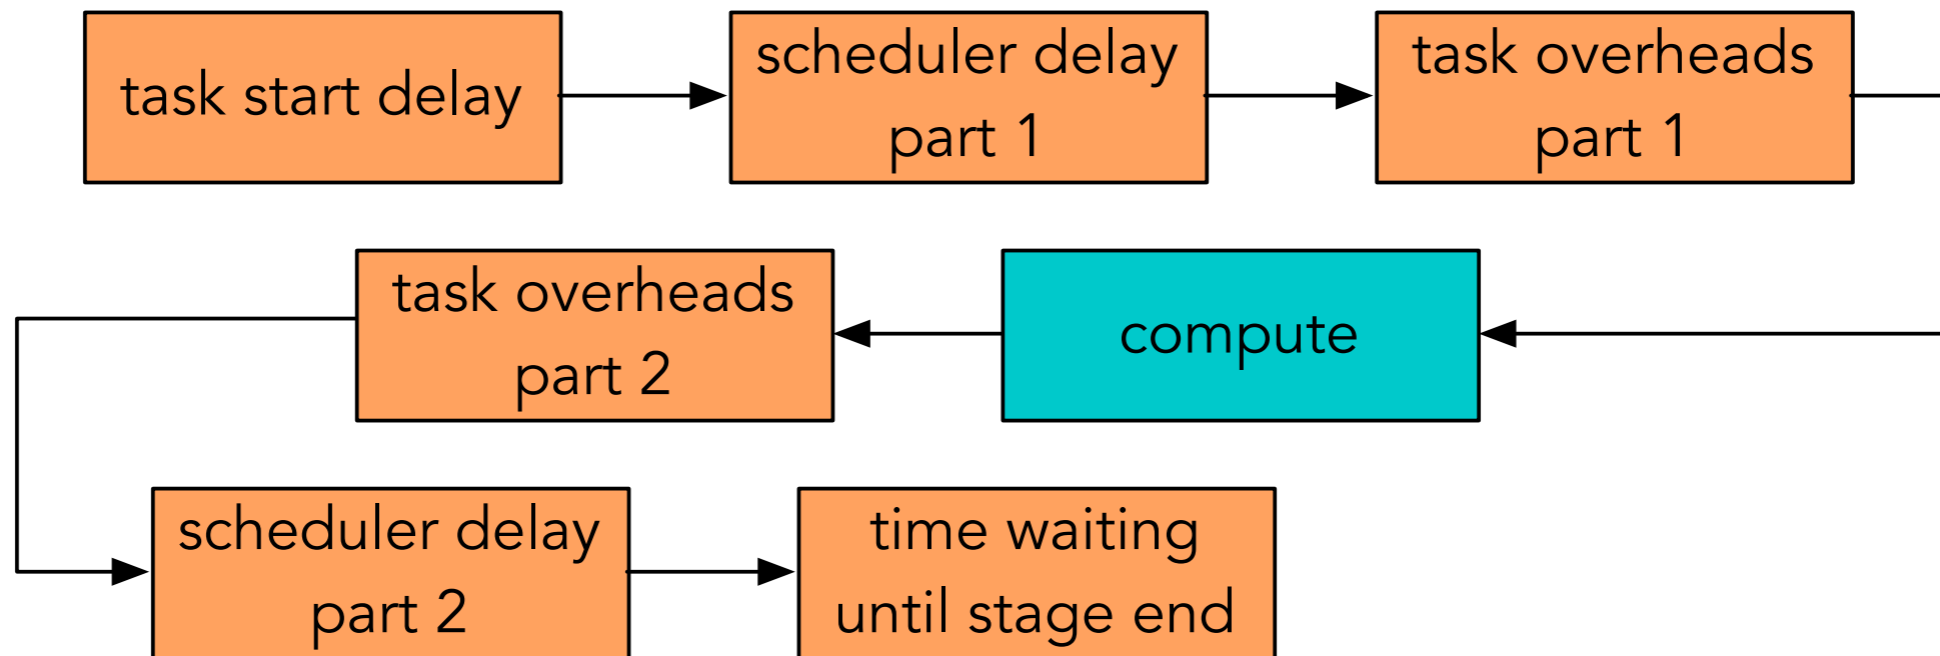 task start delay
scheduler delay
part 1
task overheads
part 1
compute
task overheads
part 2
scheduler delay
part 2
time waiting
until stage end